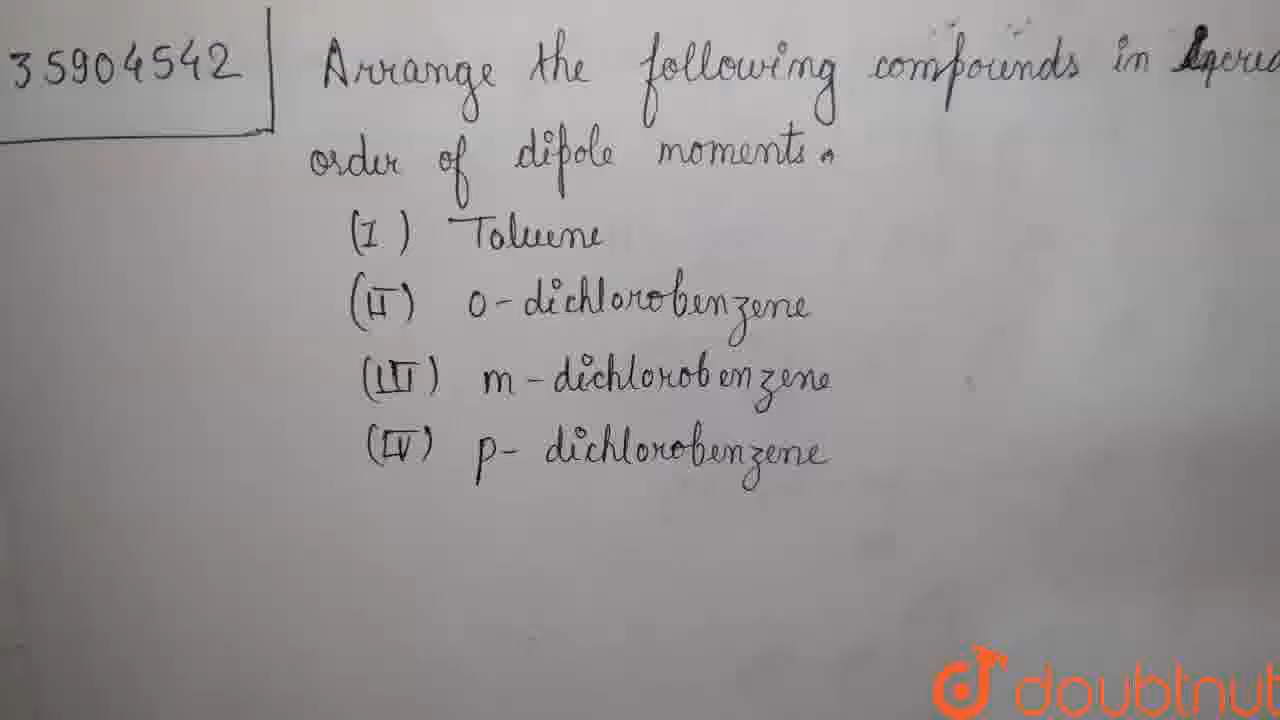 35904542
Arrange the following compounds in
order of dipole moments.
(I) Toluene
(II) o-dichlorobenzene
(III) m-dichlorobenzene
(IV) p-dichlorobenzene
doubtnut